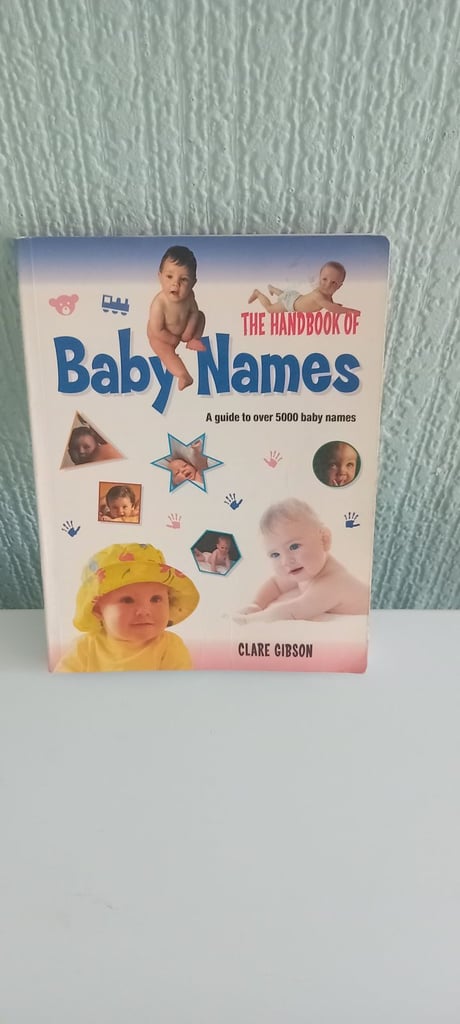 THE HANDBOOK OF
Baby Names
A guide to over 5000 baby names
CLARE GIBSON